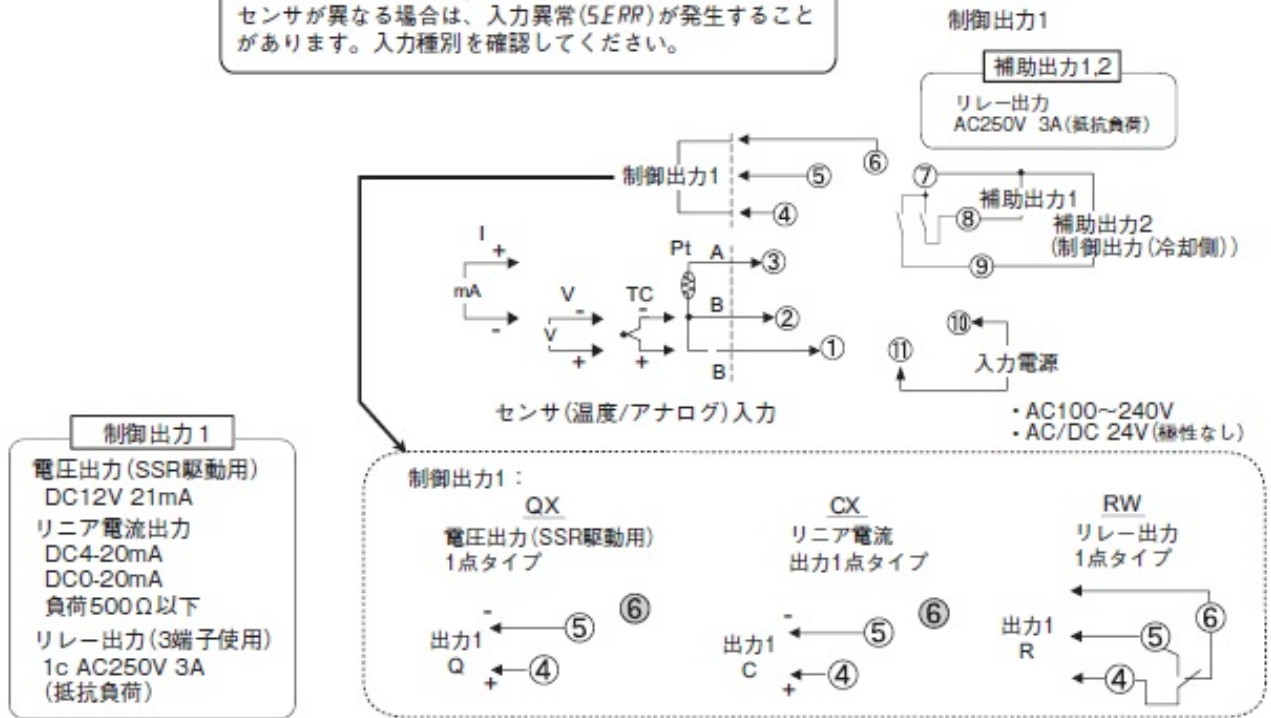 センサが異なる場合は、入力異常(S.ERR)が発生すること
があります。入力種別を確認してください。
制御出力1
補助出力1,2
リレー出力
AC250V 3A(抵抗負荷)
制御出力1
⑥
⑤
④
⑦
補助出力1
⑧
補助出力2
(制御出力(冷却側))
⑨
I
+
mA
-
V
-
V
+
TC
-
+
Pt
A
③
B
②
B
①
⑩
⑪
入力電源
センサ(温度/アナログ)入力
・AC100～240V
・AC/DC 24V(極性なし)
制御出力1
電圧出力(SSR駆動用)
DC12V 21mA
リニア電流出力
DC4-20mA
DC0-20mA
負荷500Ω以下
リレー出力(3端子使用)
1c AC250V 3A
(抵抗負荷)
制御出力1：
QX
電圧出力(SSR駆動用)
1点タイプ
-
⑤
⑥
出力1
Q
+
④
CX
リニア電流
出力1点タイプ
-
⑤
⑥
出力1
C
+
④
RW
リレー出力
1点タイプ
⑥
出力1
R
⑤
④